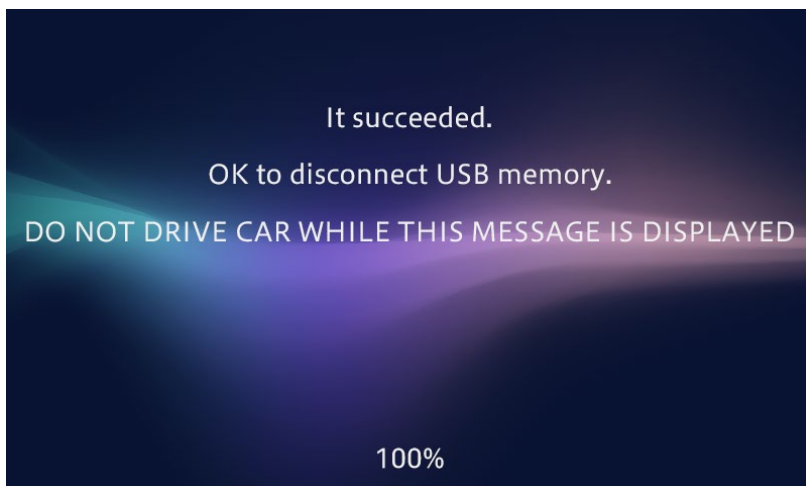 It succeeded.
OK to disconnect USB memory.
DO NOT DRIVE CAR WHILE THIS MESSAGE IS DISPLAYED
100%